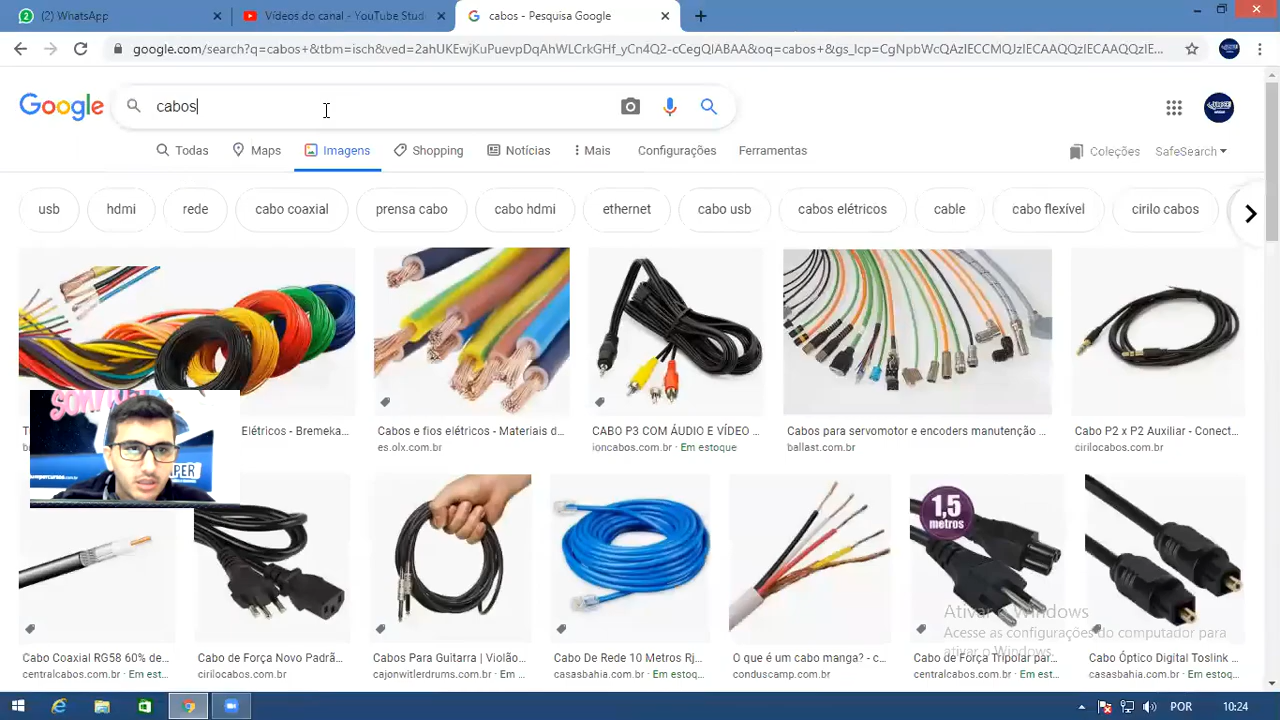 (2) WhatsApp
Vídeos do canal - YouTube Stud
cabos - Pesquisa Google
google.com/search?q=cabos+&tbm=isch&ved=2ahUKEwjKuPuevpDqAhWLCrkGHf_yCn4Q2-cCegQIABAA&oq=cabos+&gs_lcp=CgNpbWcQAzIECCMQJzIECAAQQzIECAAQQzIE...
Google
cabos
Todas
Maps
Imagens
Shopping
Notícias
Mais
Configurações
Ferramentas
Coleções
SafeSearch
usb
hdmi
rede
cabo coaxial
prensa cabo
cabo hdmi
ethernet
cabo usb
cabos elétricos
cable
cabo flexível
cirilo cabos
Elétricos - Bremeka...
Cabos e fios elétricos - Materiais d...
es.olx.com.br
CABO P3 COM ÁUDIO E VÍDEO ...
ioncabos.com.br - Em estoque
Cabos para servomotor e encoders manutenção ...
ballast.com.br
Cabo P2 x P2 Auxiliar - Conect...
cirilocabos.com.br
PER
1,5
metros
Cabo Coaxial RG58 60% de...
centralcabos.com.br - Em est...
Cabo de Força Novo Padrã...
cirilocabos.com.br
Cabos Para Guitarra | Violão...
cajonwitlerdrums.com.br - Em ...
Cabo De Rede 10 Metros Rj...
casasbahia.com.br - Em estoq...
O que é um cabo manga? - c...
conduscamp.com.br
Cabo de Força Tripolar par...
centralcabos.com.br - Em est...
Cabo Óptico Digital Toslink ...
casasbahia.com.br - Em est...
Ativar o Windows
Acesse as configurações do computador para
ativar o Windows.
POR
10:24